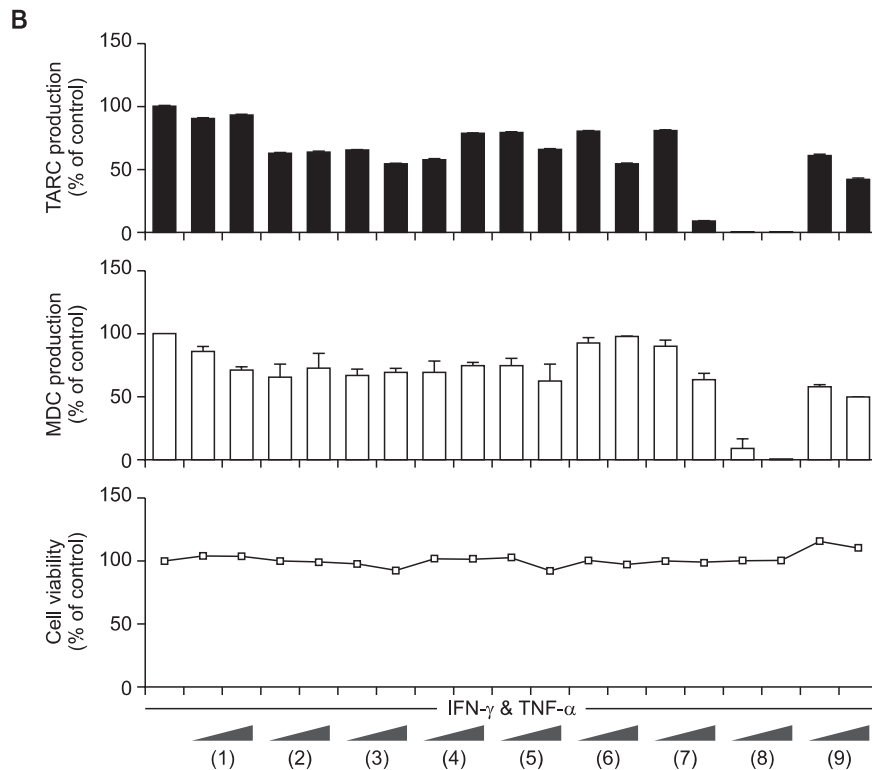 B
TARC production
(% of control)
150
100
50
0
MDC production
(% of control)
150
100
50
0
Cell viability
(% of control)
150
100
50
0
IFN-γ & TNF-α
(1) (2) (3) (4) (5) (6) (7) (8) (9)